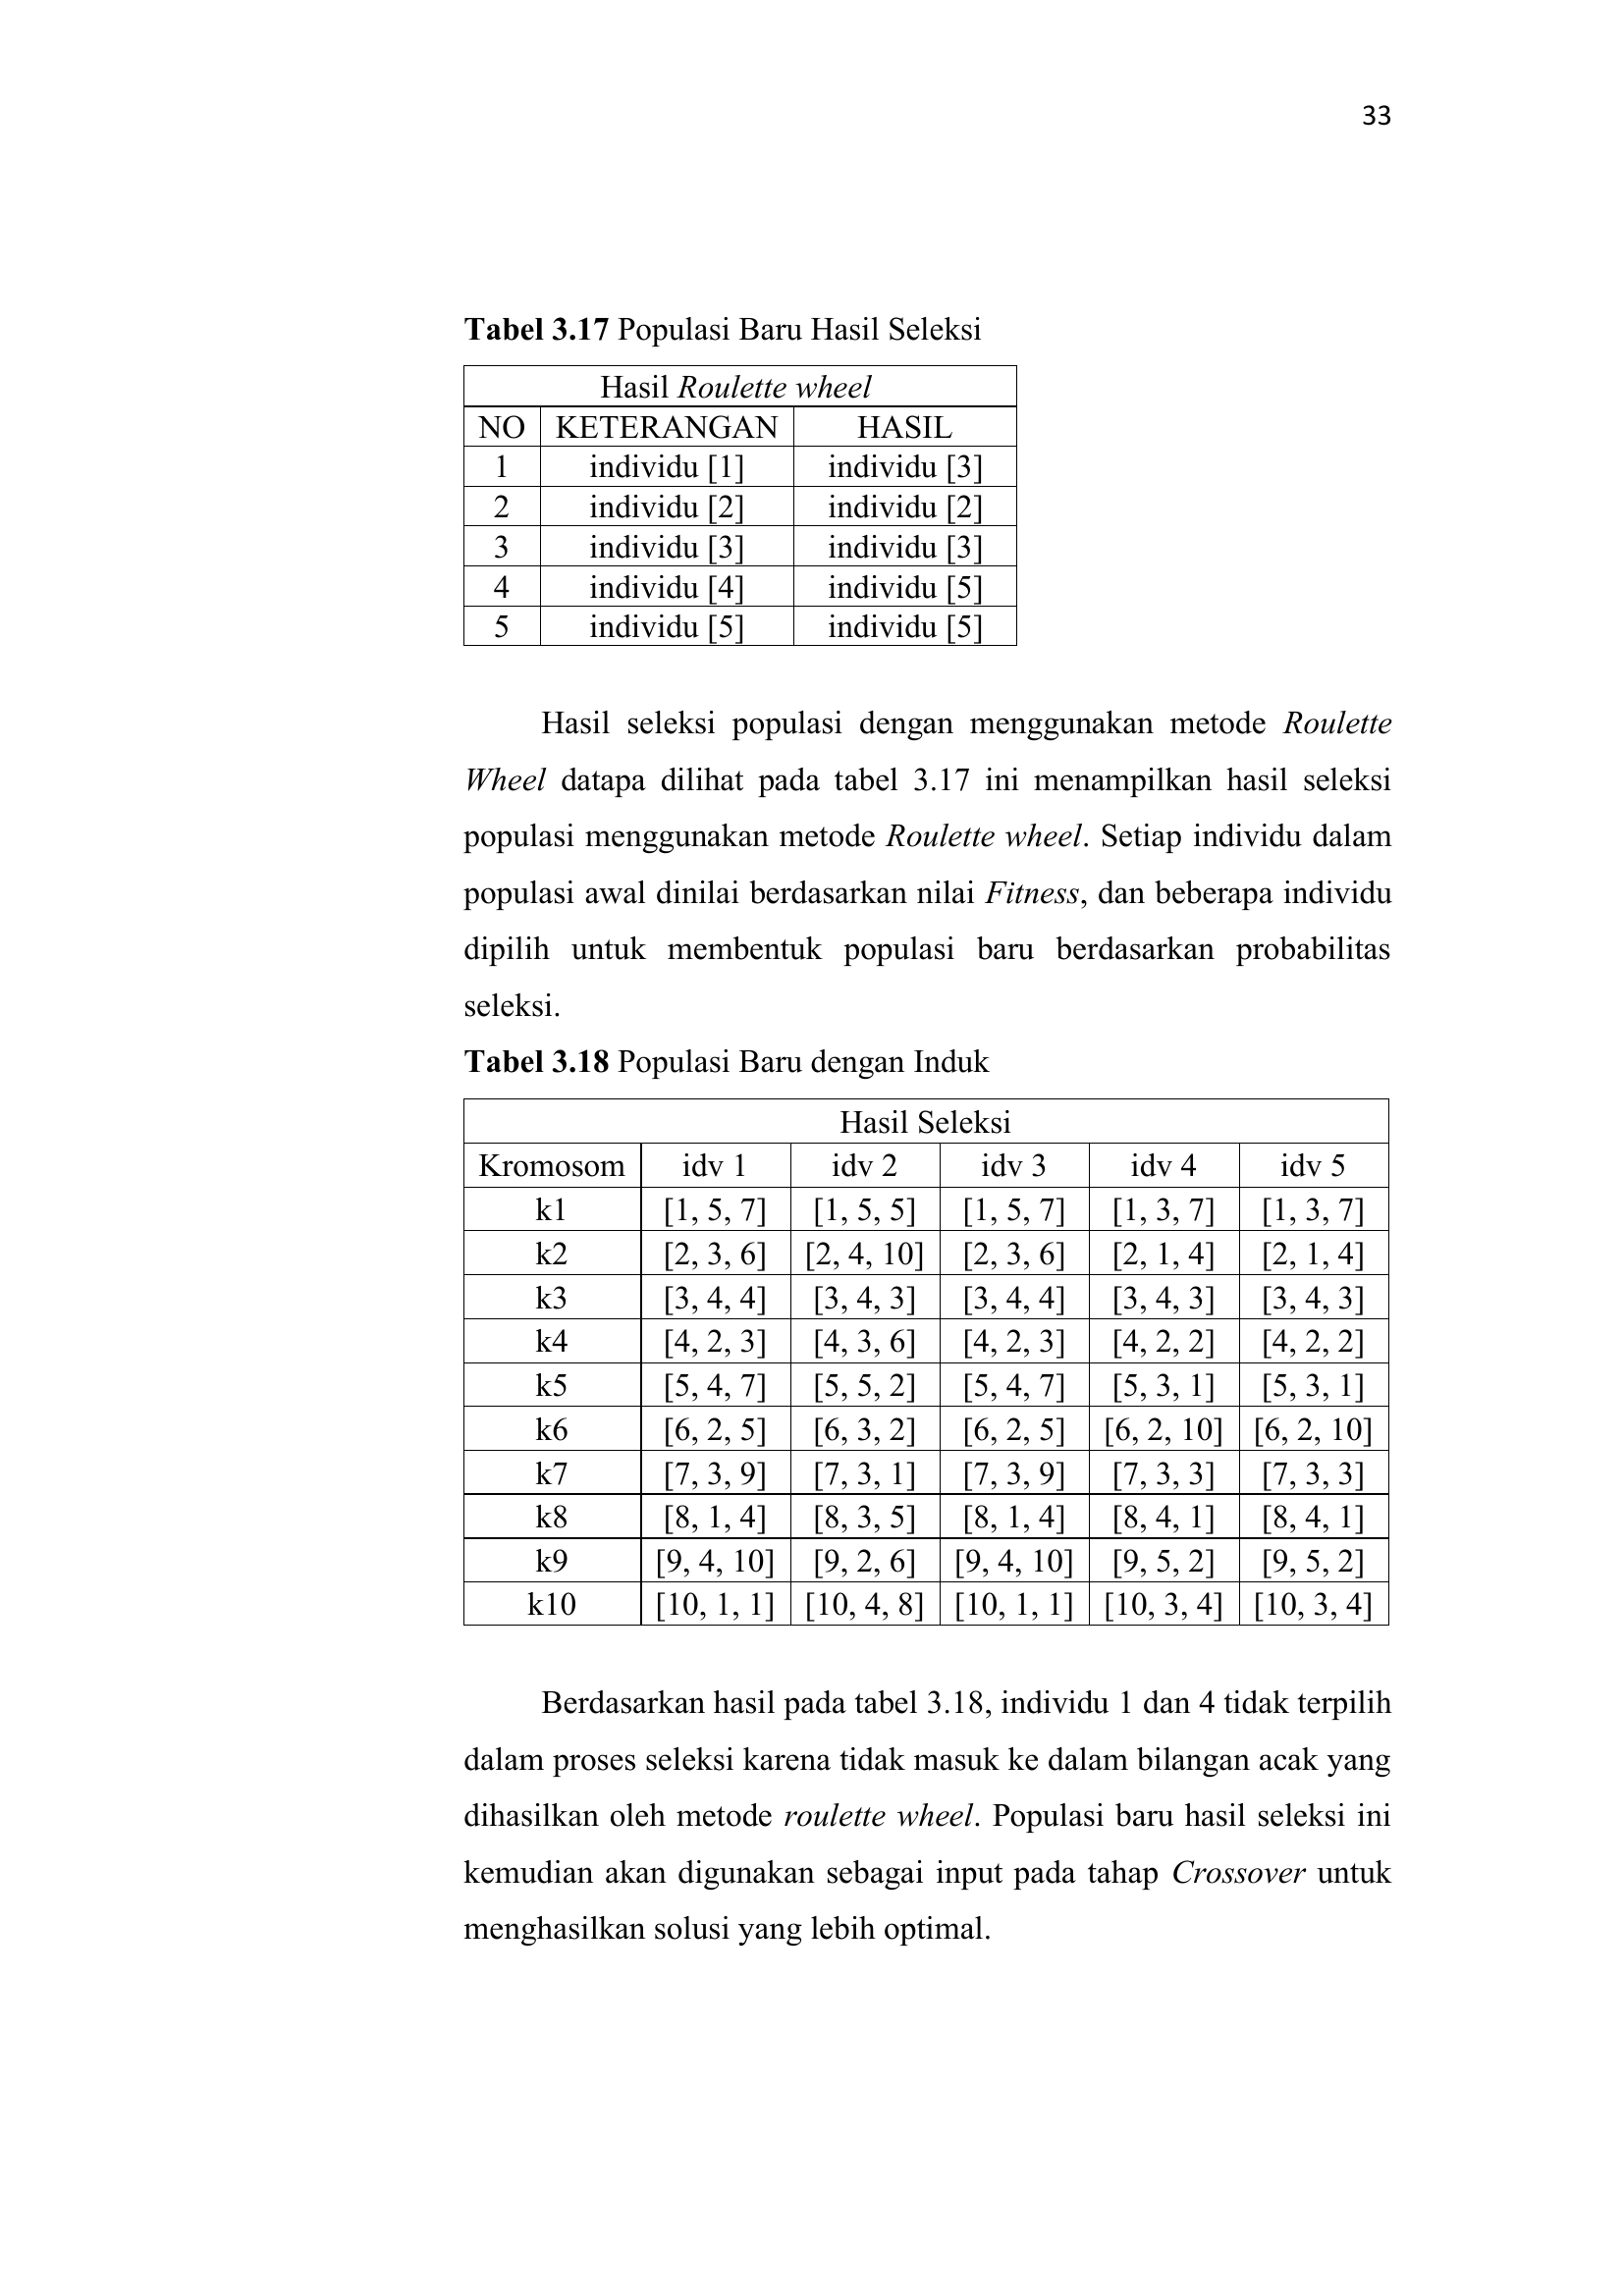 33
Tabel 3.17 Populasi Baru Hasil Seleksi
Hasil Roulette wheel
NO KETERANGAN HASIL
1 individu [1] individu [3]
2 individu [2] individu [2]
3 individu [3] individu [3]
4 individu [4] individu [5]
5 individu [5] individu [5]
Hasil seleksi populasi dengan menggunakan metode Roulette
Wheel datapa dilihat pada tabel 3.17 ini menampilkan hasil seleksi
populasi menggunakan metode Roulette wheel. Setiap individu dalam
populasi awal dinilai berdasarkan nilai Fitness, dan beberapa individu
dipilih untuk membentuk populasi baru berdasarkan probabilitas
seleksi.
Tabel 3.18 Populasi Baru dengan Induk
Hasil Seleksi
Kromosom idv 1 idv 2 idv 3 idv 4 idv 5
k1 [1, 5, 7] [1, 5, 5] [1, 5, 7] [1, 3, 7] [1, 3, 7]
k2 [2, 3, 6] [2, 4, 10] [2, 3, 6] [2, 1, 4] [2, 1, 4]
k3 [3, 4, 4] [3, 4, 3] [3, 4, 4] [3, 4, 3] [3, 4, 3]
k4 [4, 2, 3] [4, 3, 6] [4, 2, 3] [4, 2, 2] [4, 2, 2]
k5 [5, 4, 7] [5, 5, 2] [5, 4, 7] [5, 3, 1] [5, 3, 1]
k6 [6, 2, 5] [6, 3, 2] [6, 2, 5] [6, 2, 10] [6, 2, 10]
k7 [7, 3, 9] [7, 3, 1] [7, 3, 9] [7, 3, 3] [7, 3, 3]
k8 [8, 1, 4] [8, 3, 5] [8, 1, 4] [8, 4, 1] [8, 4, 1]
k9 [9, 4, 10] [9, 2, 6] [9, 4, 10] [9, 5, 2] [9, 5, 2]
k10 [10, 1, 1] [10, 4, 8] [10, 1, 1] [10, 3, 4] [10, 3, 4]
Berdasarkan hasil pada tabel 3.18, individu 1 dan 4 tidak terpilih
dalam proses seleksi karena tidak masuk ke dalam bilangan acak yang
dihasilkan oleh metode roulette wheel. Populasi baru hasil seleksi ini
kemudian akan digunakan sebagai input pada tahap Crossover untuk
menghasilkan solusi yang lebih optimal.